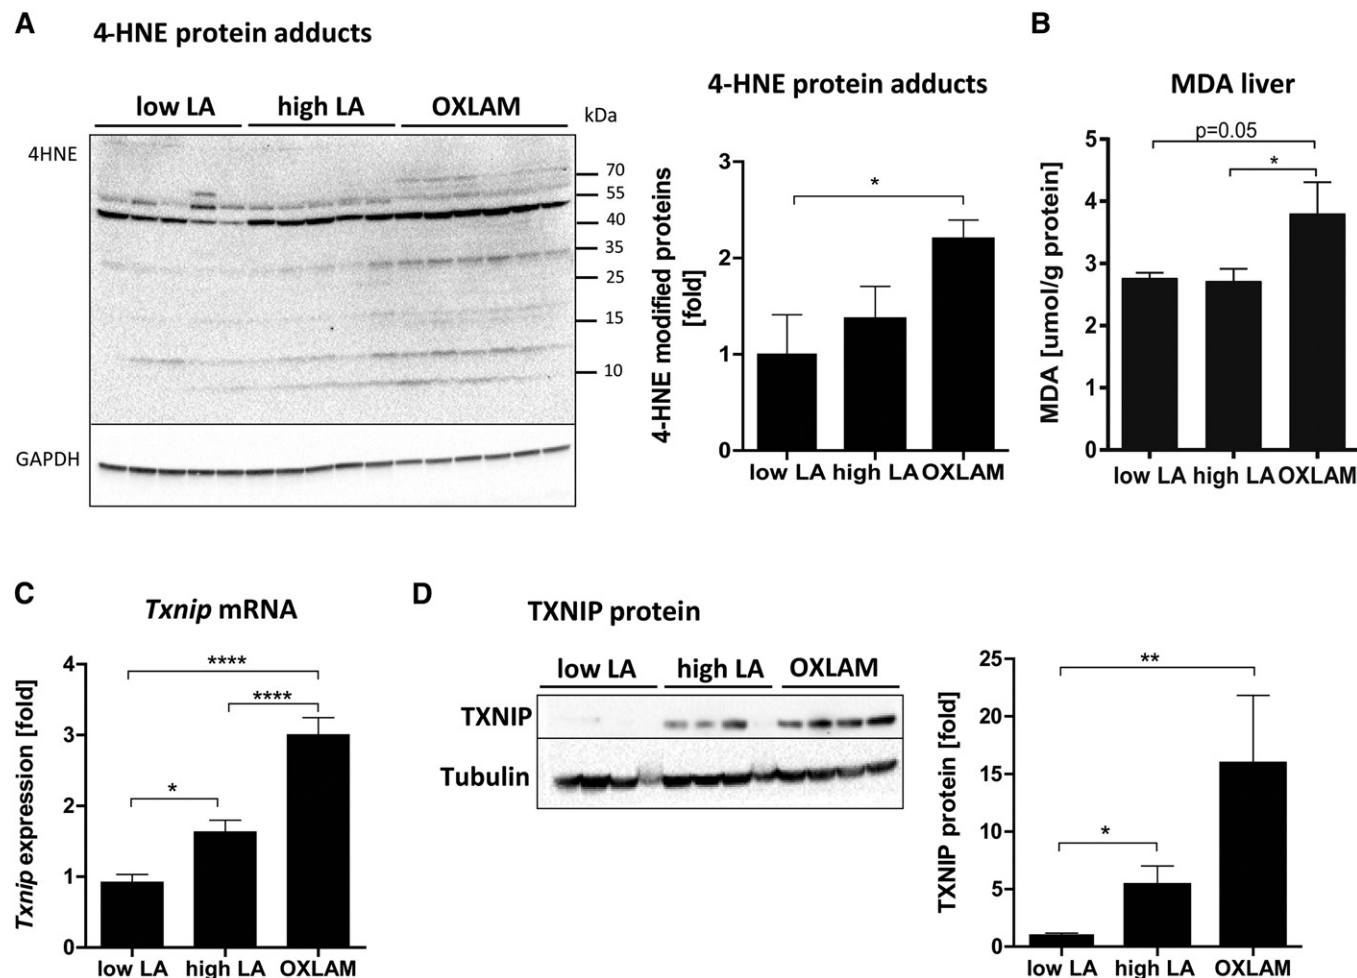 A
4-HNE protein adducts
low LA high LA OXLAM
kDa
4HNE
70
55
40
35
25
15
10
GAPDH
4-HNE protein adducts
4-HNE modified proteins
[fold]
3
2
1
0
*
low LA high LA OXLAM
B
MDA liver
MDA [umol/g protein]
5
4
3
2
1
0
p=0.05
*
low LA high LA OXLAM
C
Txnip mRNA
Txnip expression [fold]
4
3
2
1
0
****
****
*
low LA high LA OXLAM
D
TXNIP protein
low LA high LA OXLAM
TXNIP
Tubulin
TXNIP protein [fold]
25
20
15
10
5
0
**
*
low LA high LA OXLAM